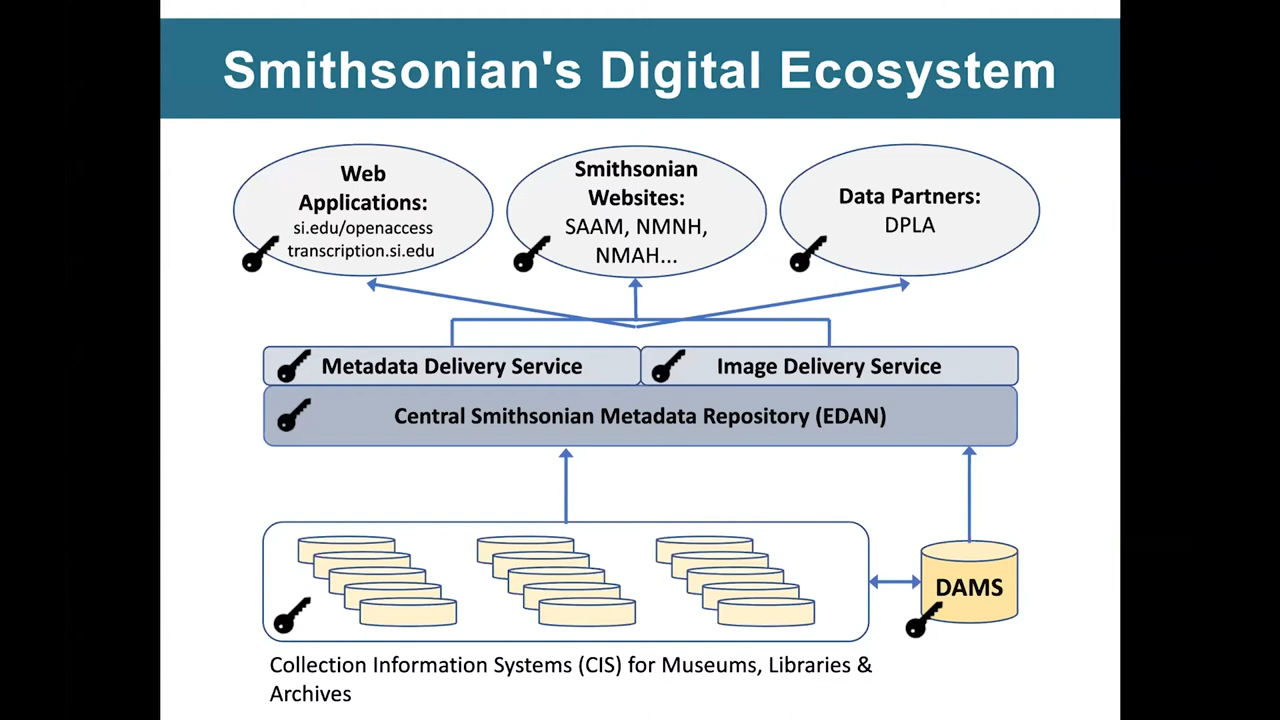 Smithsonian's Digital Ecosystem
Web
Applications:
si.edu/openaccess
transcription.si.edu
Smithsonian
Websites:
SAAM, NMNH,
NMAH...
Data Partners:
DPLA
Metadata Delivery Service
Image Delivery Service
Central Smithsonian Metadata Repository (EDAN)
DAMS
Collection Information Systems (CIS) for Museums, Libraries &
Archives